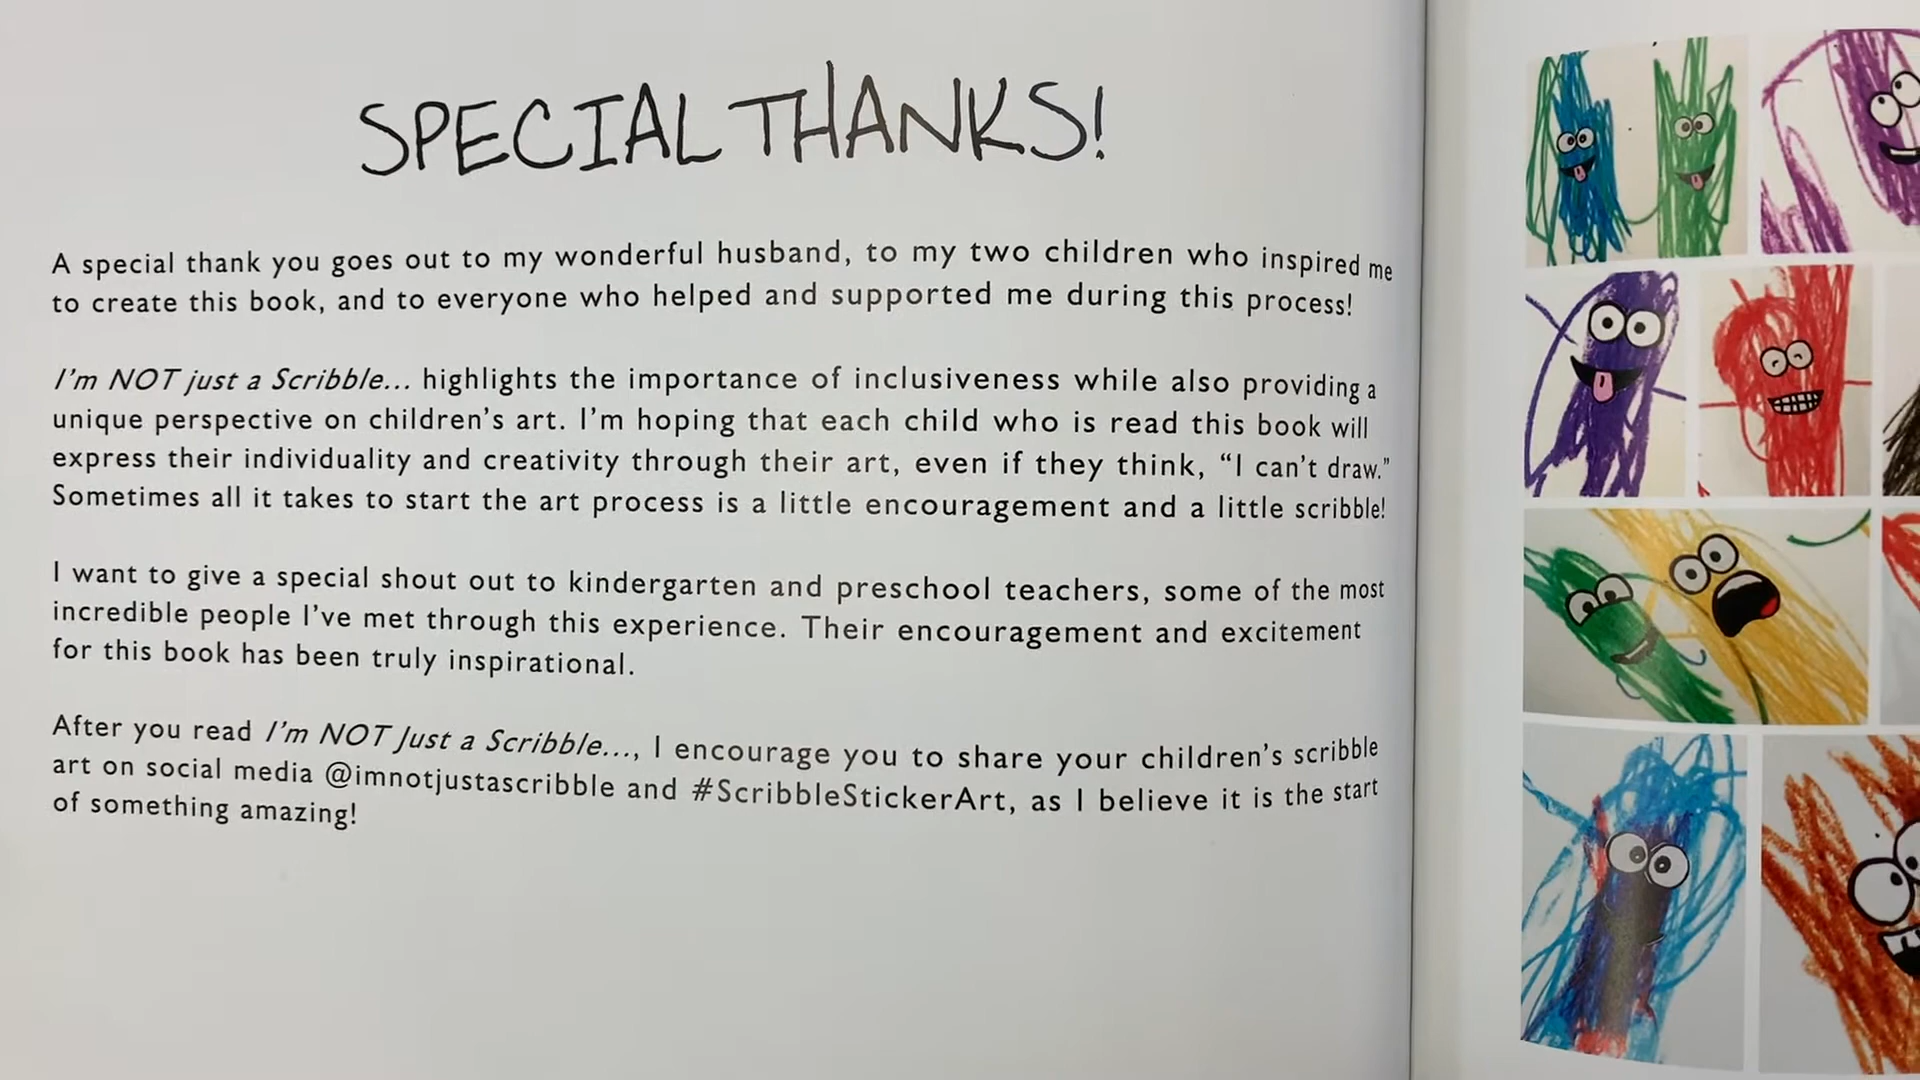 SPECIAL THANKS!
A special thank you goes out to my wonderful husband, to my two children who inspired me
to create this book, and to everyone who helped and supported me during this process!
I'm NOT just a Scribble... highlights the importance of inclusiveness while also providing a
unique perspective on children's art. I'm hoping that each child who is read this book will
express their individuality and creativity through their art, even if they think, “I can't draw.”
Sometimes all it takes to start the art process is a little encouragement and a little scribble!
I want to give a special shout out to kindergarten and preschool teachers, some of the most
incredible people I've met through this experience. Their encouragement and excitement
for this book has been truly inspirational.
After you read I'm NOT Just a Scribble..., I encourage you to share your children's scribble
art on social media @imnotjustascribble and #ScribbleStickerArt, as I believe it is the start
of something amazing!